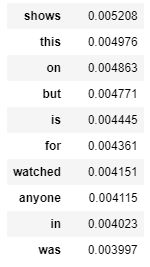 shows 0.005208
this 0.004976
on 0.004863
but 0.004771
is 0.004445
for 0.004361
watched 0.004151
anyone 0.004115
in 0.004023
was 0.003997